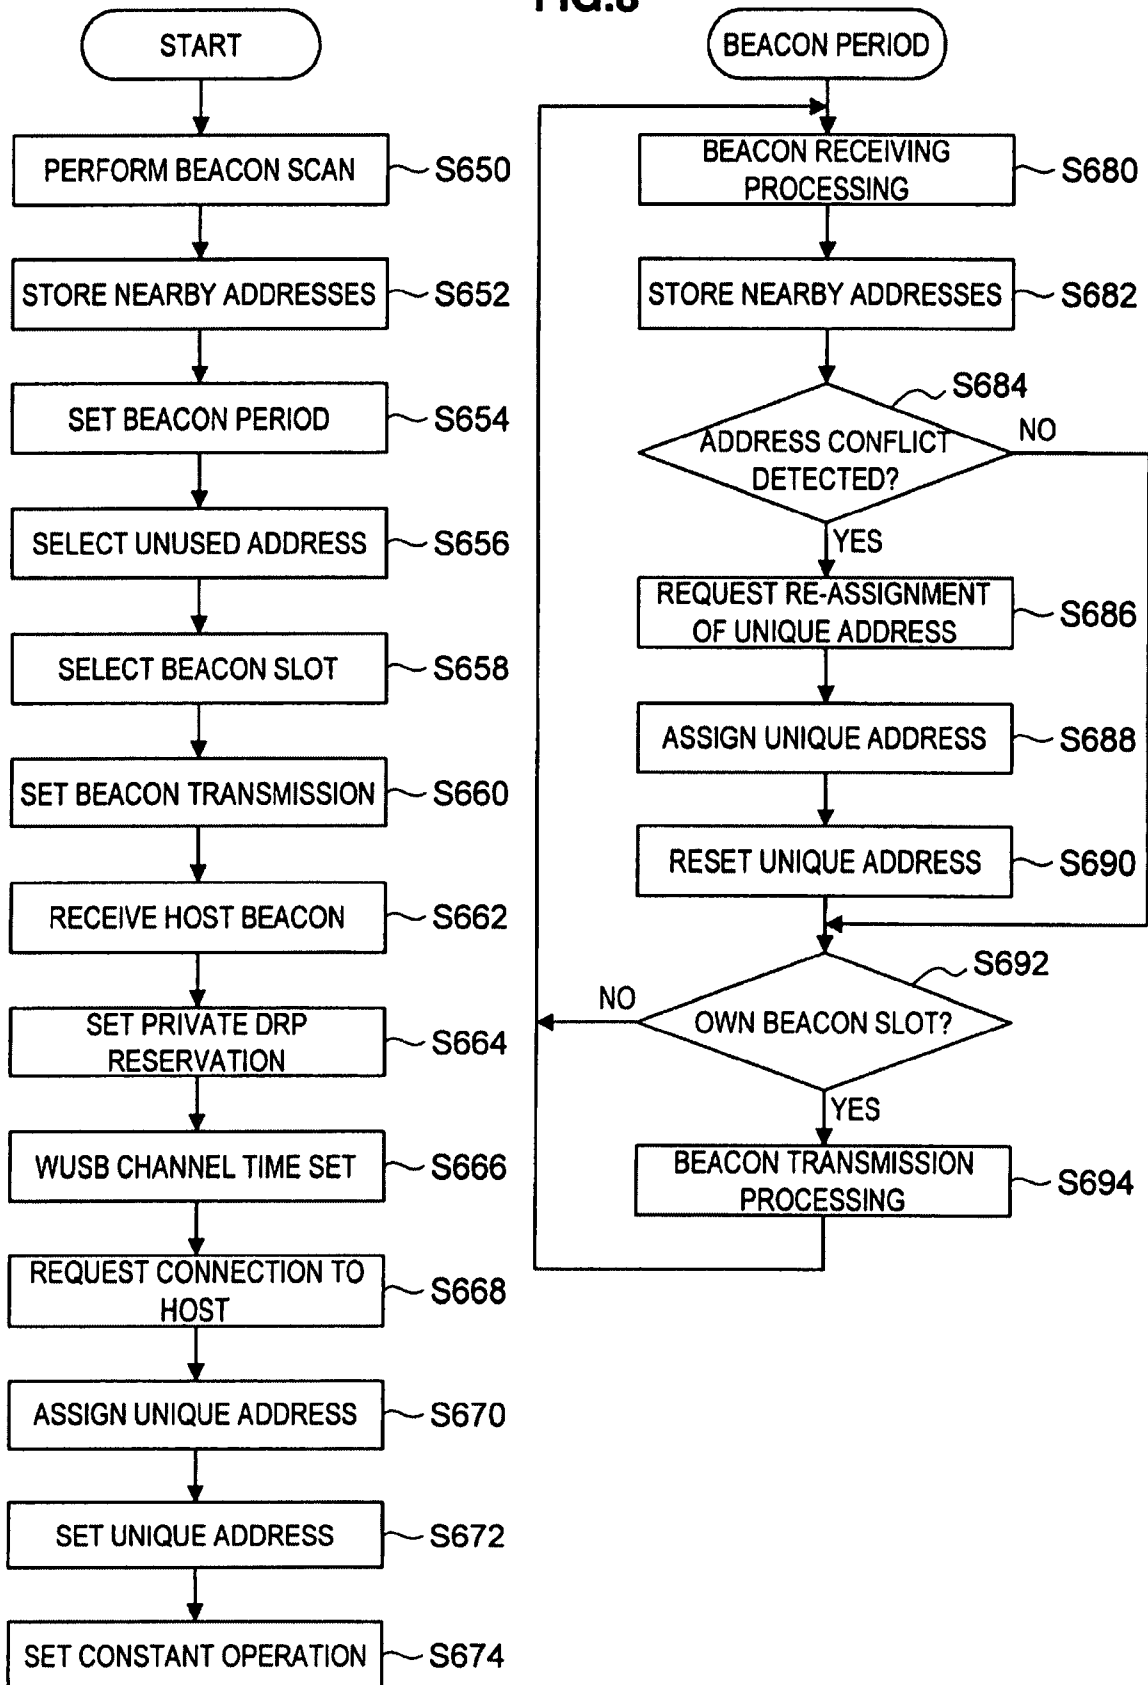 FIG.8
START
PERFORM BEACON SCAN
S650
STORE NEARBY ADDRESSES
S652
SET BEACON PERIOD
S654
SELECT UNUSED ADDRESS
S656
SELECT BEACON SLOT
S658
SET BEACON TRANSMISSION
S660
RECEIVE HOST BEACON
S662
SET PRIVATE DRP
RESERVATION
S664
WUSB CHANNEL TIME SET
S666
REQUEST CONNECTION TO
HOST
S668
ASSIGN UNIQUE ADDRESS
S670
SET UNIQUE ADDRESS
S672
SET CONSTANT OPERATION
S674
BEACON PERIOD
BEACON RECEIVING
PROCESSING
S680
STORE NEARBY ADDRESSES
S682
S684
ADDRESS CONFLICT
DETECTED?
NO
YES
REQUEST RE-ASSIGNMENT
OF UNIQUE ADDRESS
S686
ASSIGN UNIQUE ADDRESS
S688
RESET UNIQUE ADDRESS
S690
S692
NO
OWN BEACON SLOT?
YES
BEACON TRANSMISSION
PROCESSING
S694